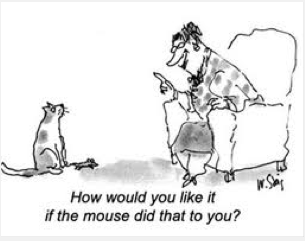 How would you like it
if the mouse did that to you?